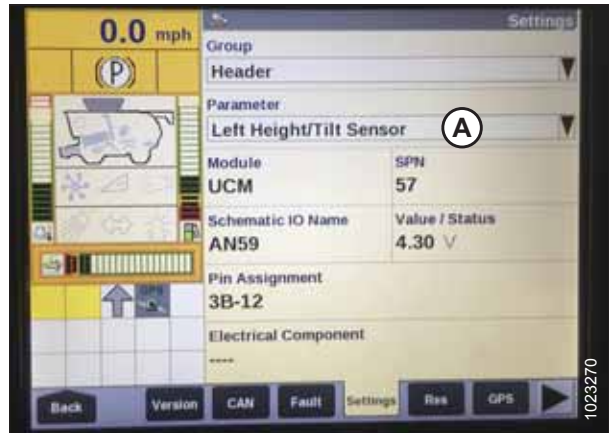 0.0 mph
(P)
Settings
Group
Header
Parameter
Left Height/Tilt Sensor
A
Module
UCM
SPN
57
Schematic IO Name
AN59
Value / Status
4.30 V
Pin Assignment
3B-12
Electrical Component
----
Back
Version
CAN
Fault
Settings
Res
GPS
1023270